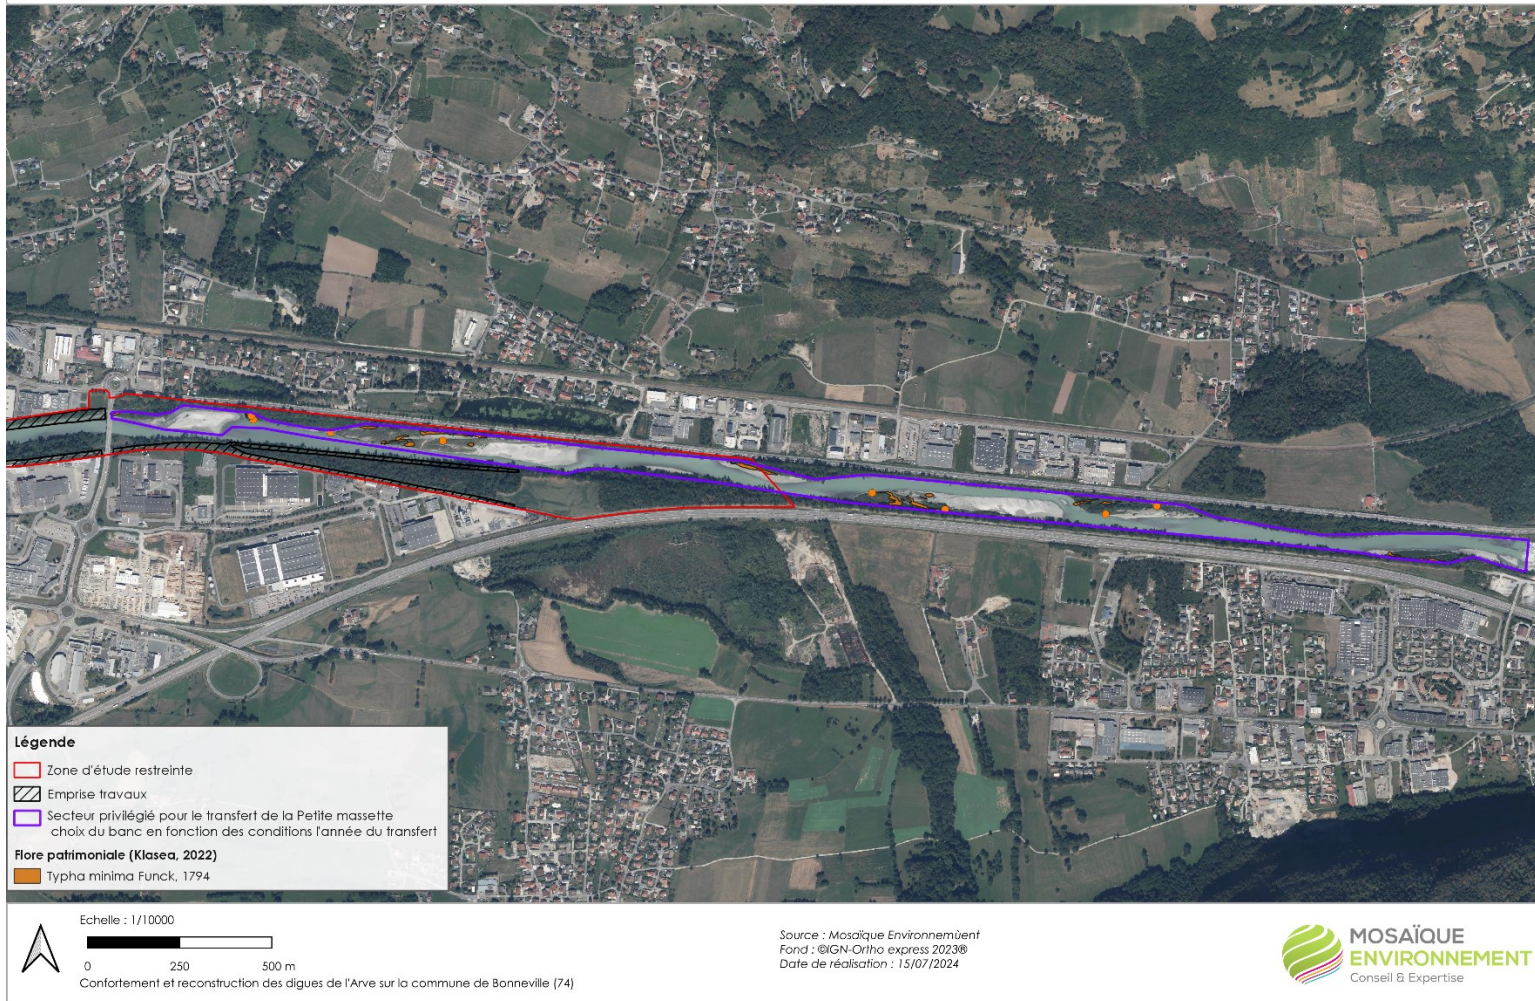 Légende
Zone d'étude restreinte
Emprise travaux
Secteur privilégié pour le transfert de la Petite massette
choix du banc en fonction des conditions l'année du transfert
Flore patrimoniale (Klasea, 2022)
Typha minima Funck, 1794
Echelle : 1/10000
0 250 500 m
Confortement et reconstruction des digues de l'Arve sur la commune de Bonneville (74)
Source : Mosaïque Environnemùent
Fond : ©IGN-Ortho express 2023®
Date de réalisation : 15/07/2024
MOSAÏQUE
ENVIRONNEMENT
Conseil & Expertise